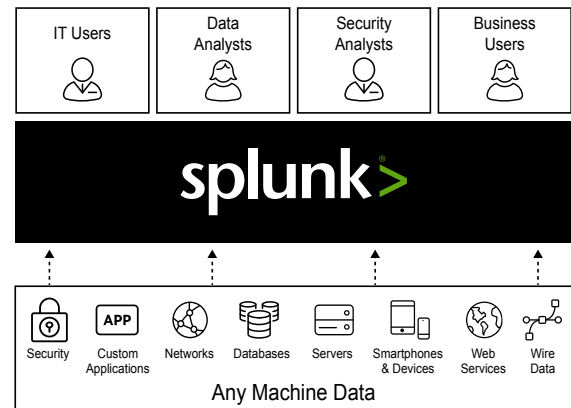 IT Users
Data
Analysts
Security
Analysts
Business
Users
splunk>®
APP
Security
Custom
Applications
Networks
Databases
Servers
Smartphones
& Devices
Web
Services
Wire
Data
Any Machine Data